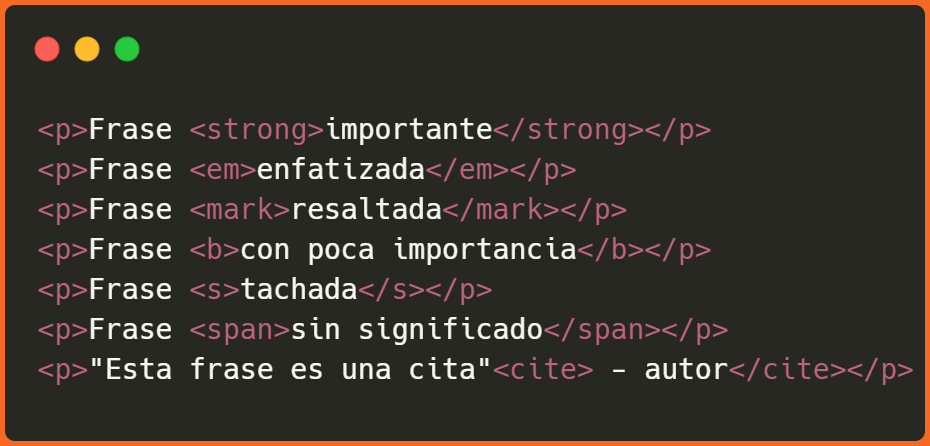 <p>Frase <strong>importante</strong></p>
<p>Frase <em>enfatizada</em></p>
<p>Frase <mark>resaltada</mark></p>
<p>Frase <b>con poca importancia</b></p>
<p>Frase <s>tachada</s></p>
<p>Frase <span>sin significado</span></p>
<p>"Esta frase es una cita"<cite> – autor</cite></p>